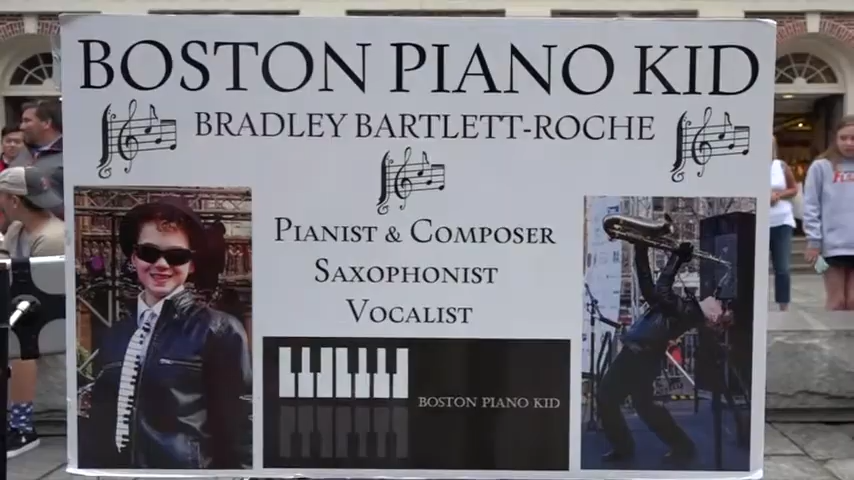 BOSTON PIANO KID
BRADLEY BARTLETT-ROCHE
PIANIST & COMPOSER
SAXOPHONIST
VOCALIST
BOSTON PIANO KID